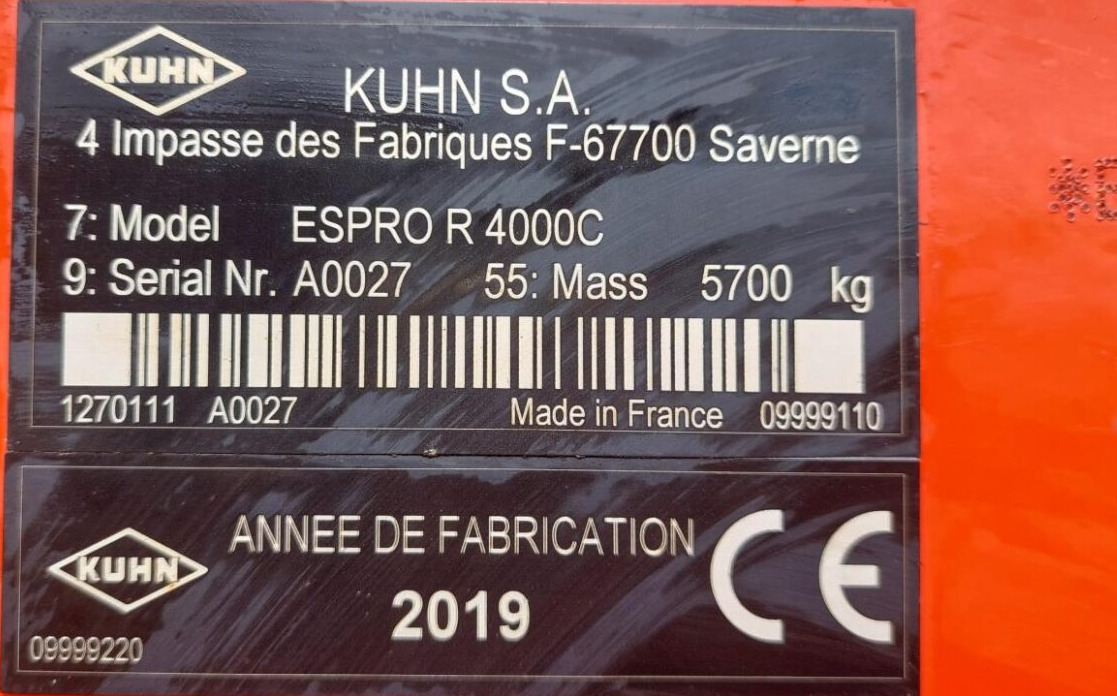 KUHN
KUHN S.A.
4 Impasse des Fabriques F-67700 Saverne
7: Model ESPRO R 4000C
9: Serial Nr. A0027 55: Mass 5700 kg
1270111 A0027 Made in France 09999110
KUHN
ANNEE DE FABRICATION
2019
CE
09999220